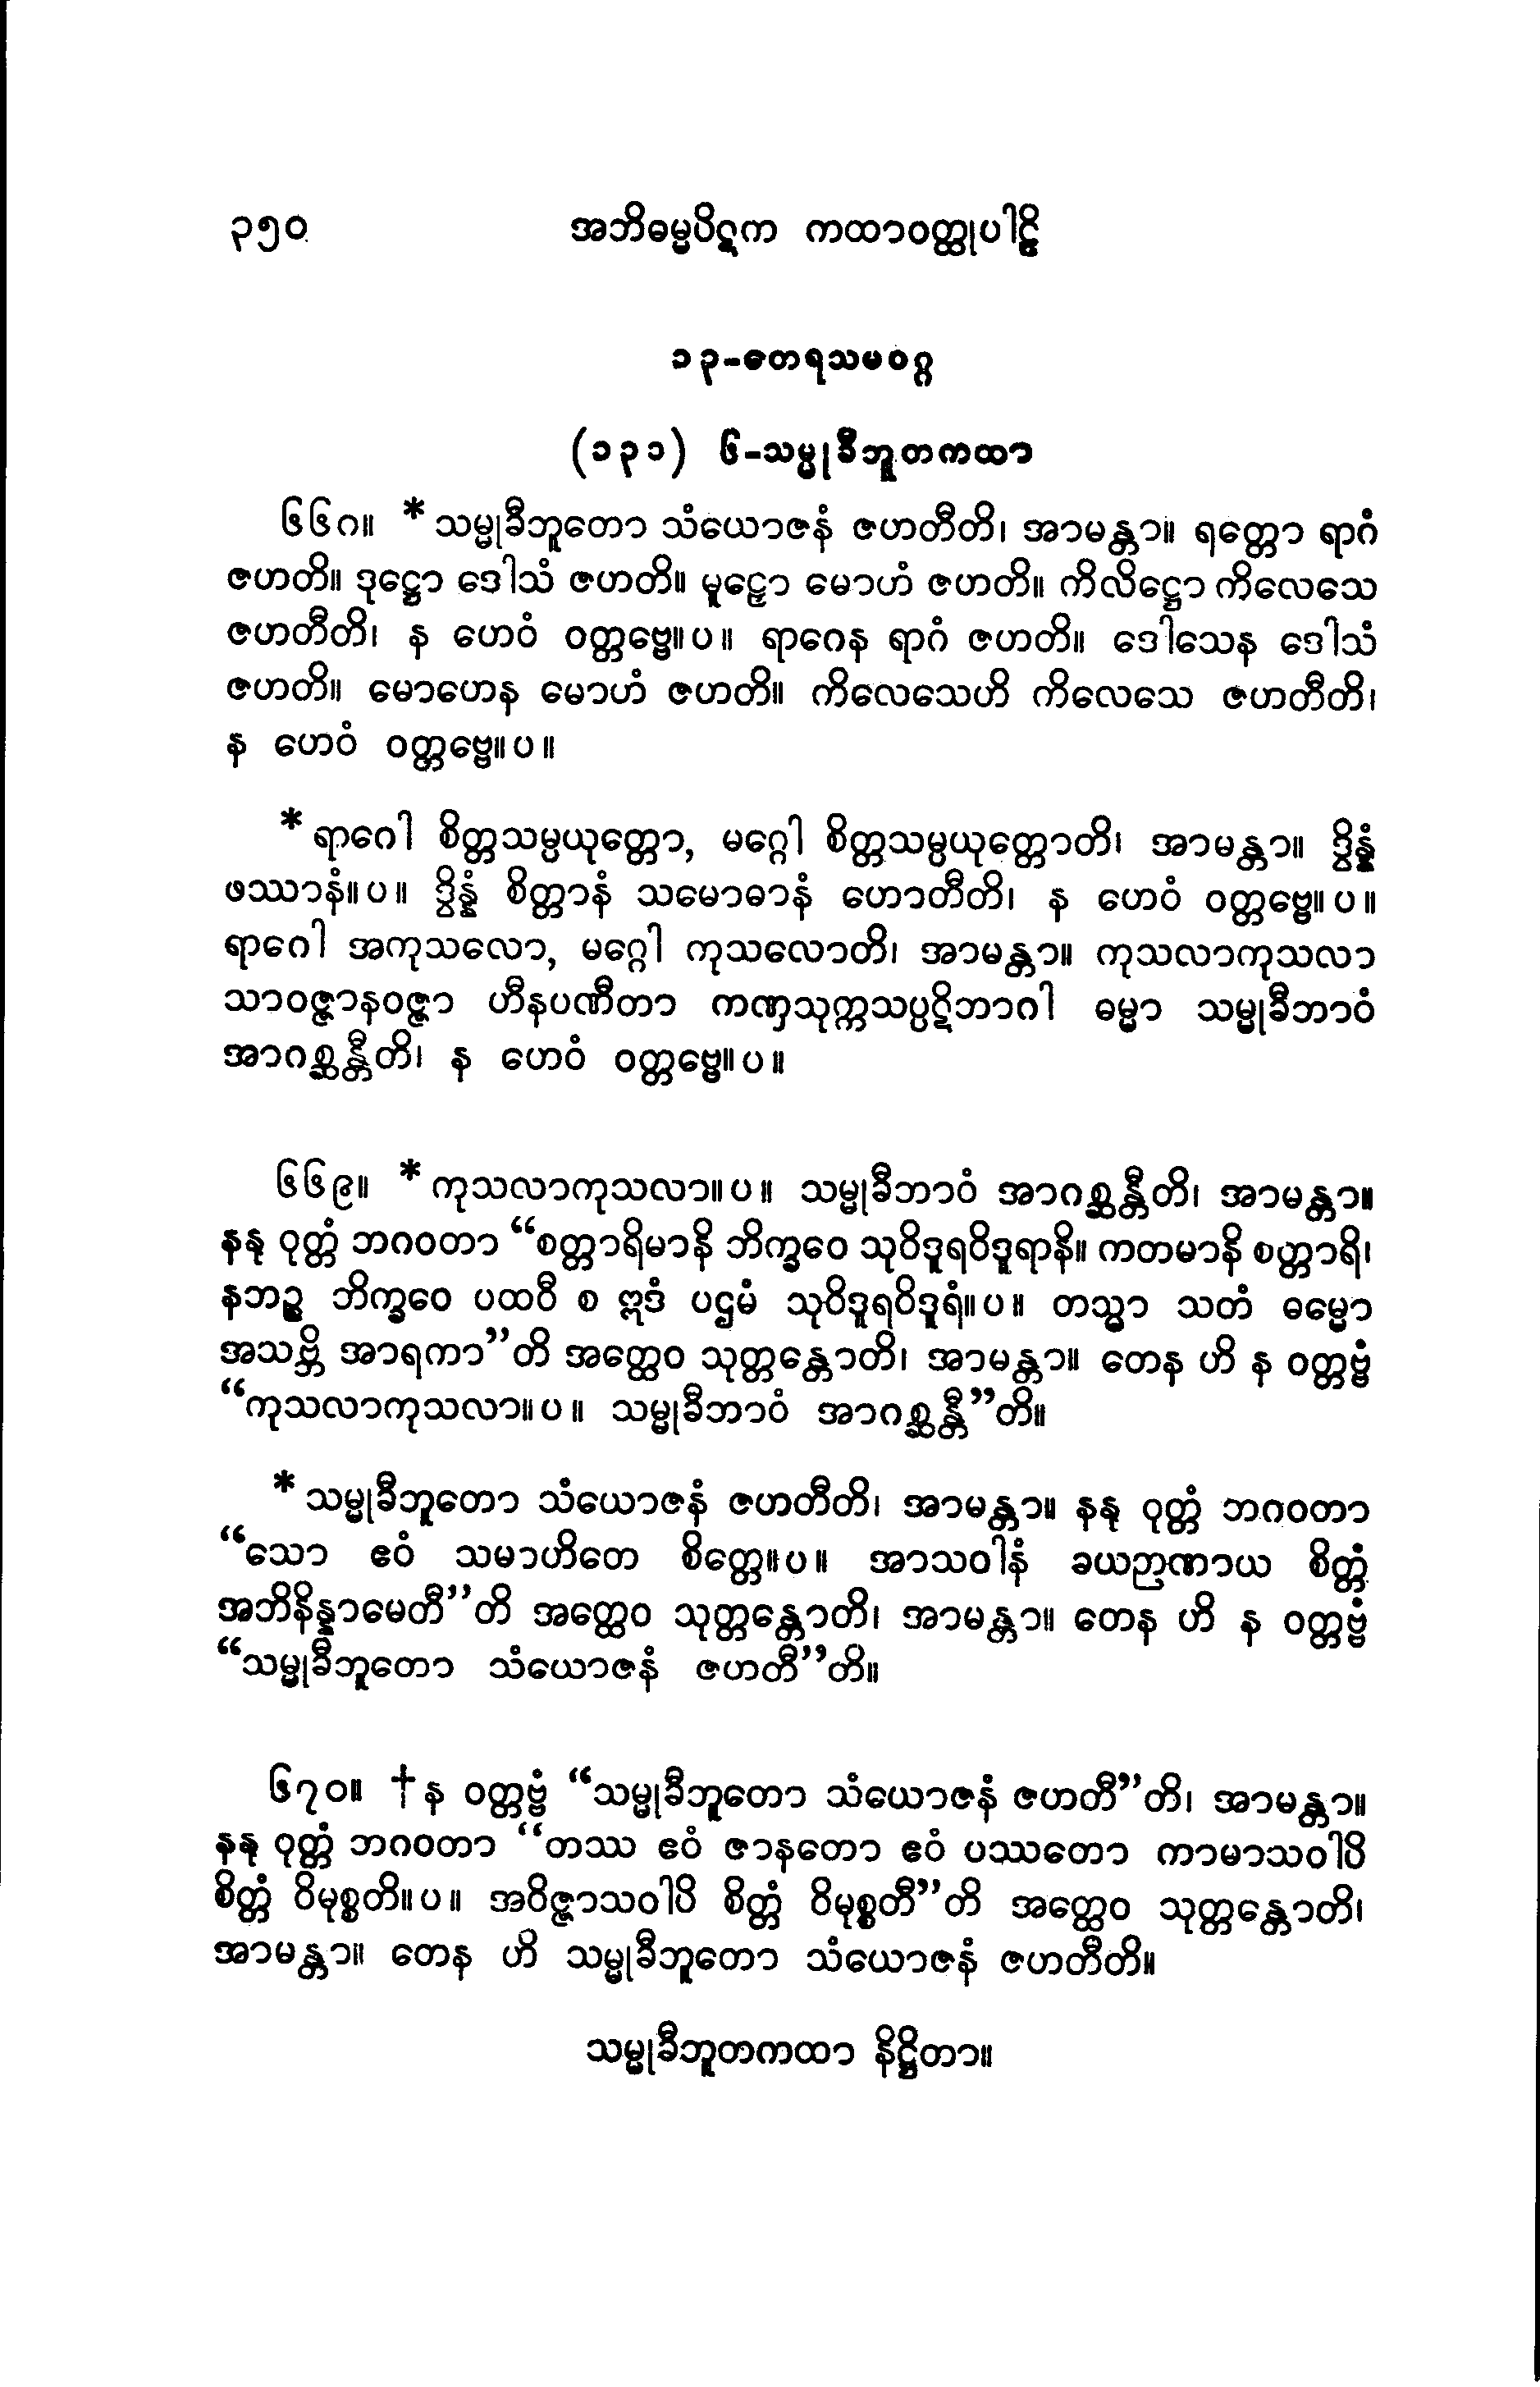 ၃၅၀ အဘိဓမ္မပိဋက ကထာဝတ္ထုပါဠိ
၁၃-တေရသမဝဂ္ဂ
(၁၃၁) ၆-သမ္မုခီဘူတကထာ
၆၆၈။ *သမ္မုခီဘူတော သံယောဇနံ ဇဟတီတိ၊ အာမန္တာ။ ရတ္တော ရာဂံ
ဇဟတိ။ ဒုဋ္ဌော ဒေါသံ ဇဟတိ။ မူဠှော မောဟံ ဇဟတိ။ ကိလိဋ္ဌော ကိလေသေ
ဇဟတီတိ၊ န ဟေဝံ ဝတ္တဗ္ဗေ။ပ။ ရာဂေန ရာဂံ ဇဟတိ။ ဒေါသေန ဒေါသံ
ဇဟတိ။ မောဟေန မောဟံ ဇဟတိ။ ကိလေသေဟိ ကိလေသေ ဇဟတီတိ၊
န ဟေဝံ ဝတ္တဗ္ဗေ။ပ။
*ရာဂေါ စိတ္တသမ္ပယုတ္တော, မဂ္ဂေါ စိတ္တသမ္ပယုတ္တောတိ၊ အာမန္တာ။ ဒွိန္နံ
ဖဿာနံ။ပ။ ဒွိန္နံ စိတ္တာနံ သမောဓာနံ ဟောတီတိ၊ န ဟေဝံ ဝတ္တဗ္ဗေ။ပ။
ရာဂေါ အကုသလော, မဂ္ဂေါ ကုသလောတိ၊ အာမန္တာ။ ကုသလာကုသလာ
သာဝဇ္ဇာနဝဇ္ဇာ ဟီနပဏီတာ ကဏှသုက္ကသပ္ပဋိဘာဂါ ဓမ္မာ သမ္မုခီဘာဝံ
အာဂစ္ဆန္တီတိ၊ န ဟေဝံ ဝတ္တဗ္ဗေ။ပ။
၆၆၉။ *ကုသလာကုသလာ။ပ။ သမ္မုခီဘာဝံ အာဂစ္ဆန္တီတိ၊ အာမန္တာ။
နနု ဝုတ္တံ ဘဂဝတာ “စတ္တာရိမာနိ ဘိက္ခဝေ သုဝိဒူရဝိဒူရာနိ။ ကတမာနိ စတ္တာရိ၊
နဘဉ္စ ဘိက္ခဝေ ပထဝီ စ ဣဒံ ပဌမံ သုဝိဒူရဝိဒူရံ။ပ။ တသ္မာ သတံ ဓမ္မော
အသဗ္ဘိ အာရကာ”တိ အတ္ထေဝ သုတ္တန္တောတိ၊ အာမန္တာ။ တေန ဟိ န ဝတ္တဗ္ဗံ
“ကုသလာကုသလာ။ပ။ သမ္မုခီဘာဝံ အာဂစ္ဆန္တီ”တိ။
*သမ္မုခီဘူတော သံယောဇနံ ဇဟတီတိ၊ အာမန္တာ။ နနု ဝုတ္တံ ဘဂဝတာ
“သော ဧဝံ သမာဟိတေ စိတ္တေ။ပ။ အာသဝါနံ ခယဉာဏာယ စိတ္တံ
အဘိနိန္နာမေတီ”တိ အတ္ထေဝ သုတ္တန္တောတိ၊ အာမန္တာ။ တေန ဟိ န ဝတ္တဗ္ဗံ
“သမ္မုခီဘူတော သံယောဇနံ ဇဟတီ”တိ။
၆၇၀။ †န ဝတ္တဗ္ဗံ “သမ္မုခီဘူတော သံယောဇနံ ဇဟတီ”တိ၊ အာမန္တာ။
နနု ဝုတ္တံ ဘဂဝတာ “တဿ ဧဝံ ဇာနတော ဧဝံ ပဿတော ကာမာသဝါပိ
စိတ္တံ ဝိမုစ္စတိ။ပ။ အဝိဇ္ဇာသဝါပိ စိတ္တံ ဝိမုစ္စတီ”တိ အတ္ထေဝ သုတ္တန္တောတိ၊
အာမန္တာ။ တေန ဟိ သမ္မုခီဘူတော သံယောဇနံ ဇဟတီတိ။
သမ္မုခီဘူတကထာ နိဋ္ဌိတာ။